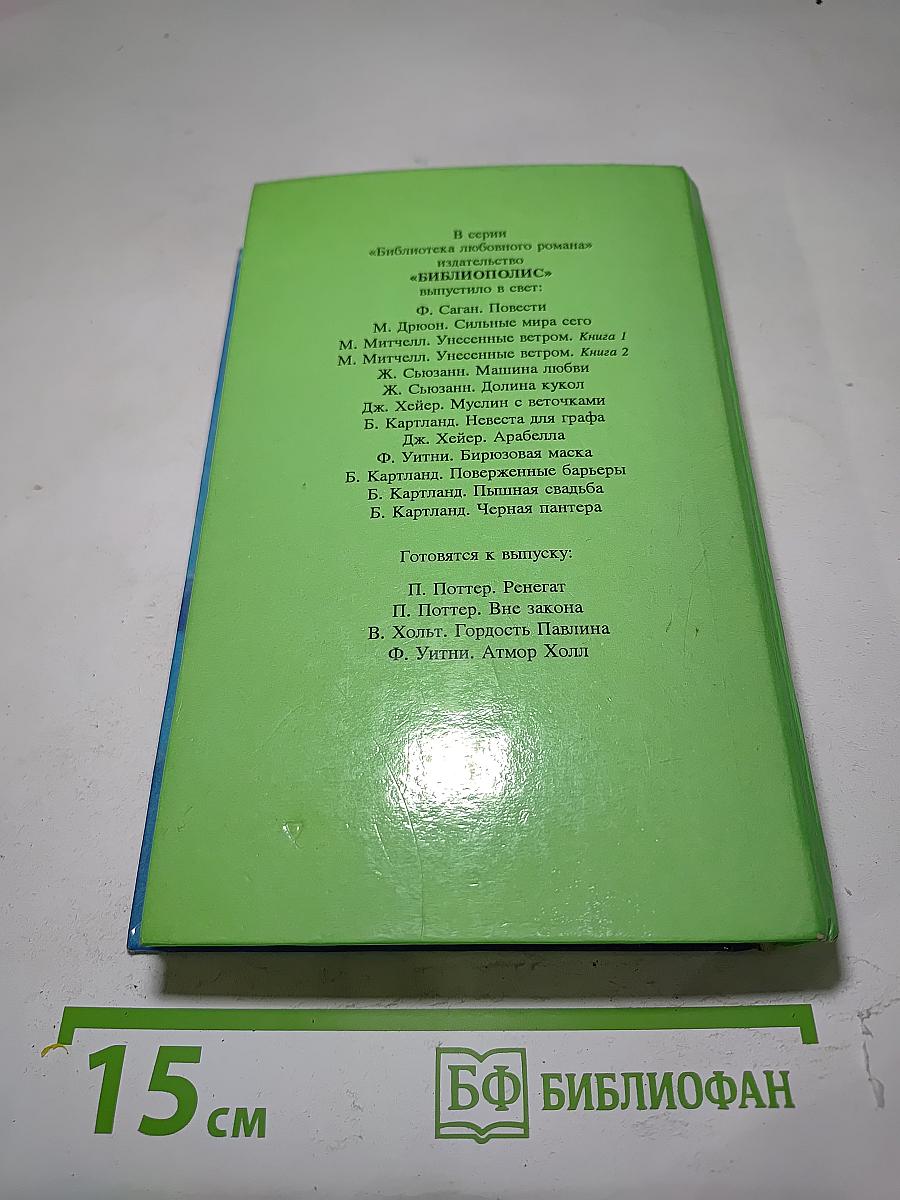 В серии
«Библиотека любовного романа»
издательство
«БИБЛИОПОЛИС»
выпустило в свет:
Ф. Саган. Повести
М. Дрюон. Сильные мира сего
М. Митчелл. Унесенные ветром. Книга 1
М. Митчелл. Унесенные ветром. Книга 2
Ж. Сьюзанн. Машина любви
Ж. Сьюзанн. Долина кукол
Дж. Хейер. Муслин с веточками
Б. Картланд. Невеста для графа
Дж. Хейер. Арабелла
Ф. Уитни. Бирюзовая маска
Б. Картланд. Поверженные барьеры
Б. Картланд. Пышная свадьба
Б. Картланд. Черная пантера
Готовятся к выпуску:
П. Поттер. Ренегат
П. Поттер. Вне закона
В. Хольт. Гордость Павлина
Ф. Уитни. Атмор Холл
15 см
БФ БИБЛИОФАН